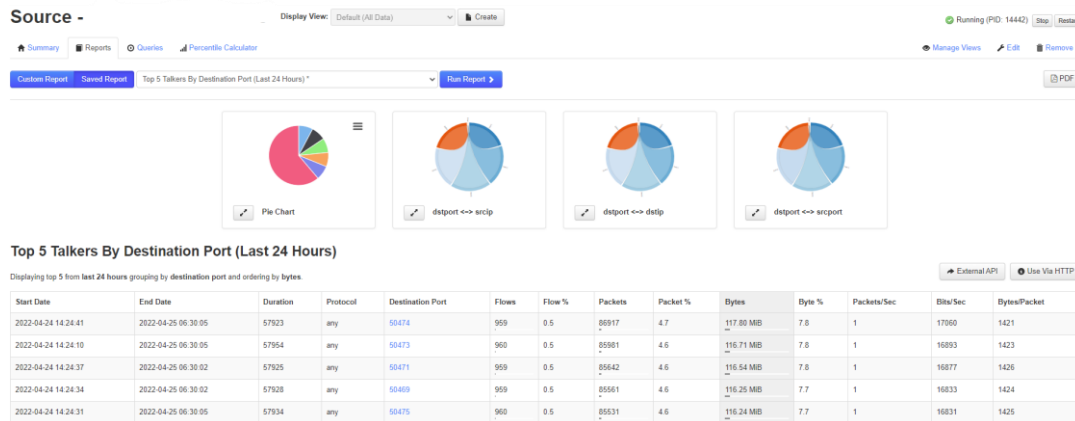 Source -
Display View: Default (All Data) Create
Running (PID: 14442) Stop Resta
Summary Reports Queries Percentile Calculator
Manage Views Edit Remove
Custom Report Saved Report Top 5 Talkers By Destination Port (Last 24 Hours) * Run Report
PDF
Pie Chart
dstport <-> srcip
dstport <-> dstip
dstport <-> srcport
Top 5 Talkers By Destination Port (Last 24 Hours)
Displaying top 5 from last 24 hours grouping by destination port and ordering by bytes.
External API Use Via HTTP
Start Date End Date Duration Protocol Destination Port Flows Flow % Packets Packet % Bytes Byte % Packets/Sec Bits/Sec Bytes/Packet
2022-04-24 14:24:41 2022-04-25 06:30:05 57923 any 50474 959 0.5 86917 4.7 117.80 MiB 7.8 1 17060 1421
2022-04-24 14:24:10 2022-04-25 06:30:05 57954 any 50473 960 0.5 85981 4.6 116.71 MiB 7.8 1 16893 1423
2022-04-24 14:24:37 2022-04-25 06:30:02 57925 any 50471 959 0.5 85642 4.6 116.54 MiB 7.8 1 16877 1426
2022-04-24 14:24:34 2022-04-25 06:30:02 57928 any 50469 959 0.5 85561 4.6 116.25 MiB 7.7 1 16833 1424
2022-04-24 14:24:31 2022-04-25 06:30:05 57934 any 50475 960 0.5 85531 4.6 116.24 MiB 7.7 1 16831 1425